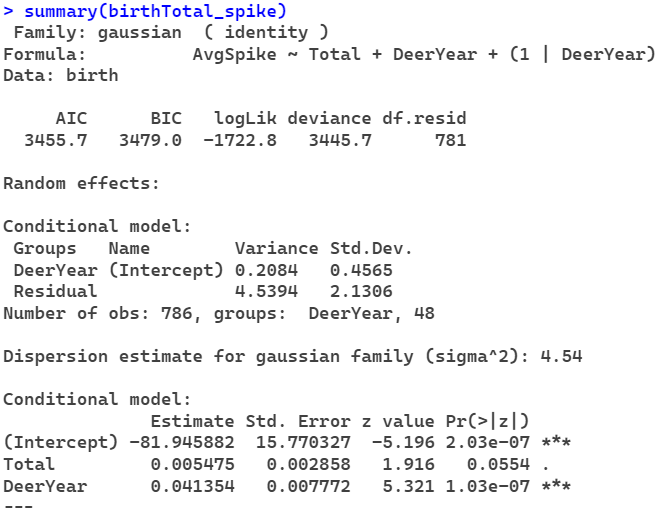 > summary(birthTotal_spike)
 Family: gaussian  ( identity )
Formula:          AvgSpike ~ Total + DeerYear + (1 | DeerYear)
Data: birth

     AIC      BIC   logLik deviance df.resid
  3455.7   3479.0  -1722.8   3445.7      781

Random effects:

Conditional model:
 Groups   Name        Variance Std.Dev.
 DeerYear (Intercept) 0.2084   0.4565
 Residual             4.5394   2.1306
Number of obs: 786, groups:  DeerYear, 48

Dispersion estimate for gaussian family (sigma^2): 4.54

Conditional model:
              Estimate Std. Error z value Pr(>|z|)
(Intercept) -81.945882  15.770327  -5.196 2.03e-07 ***
Total         0.005475   0.002858   1.916   0.0554 .
DeerYear      0.041354   0.007772   5.321 1.03e-07 ***
---